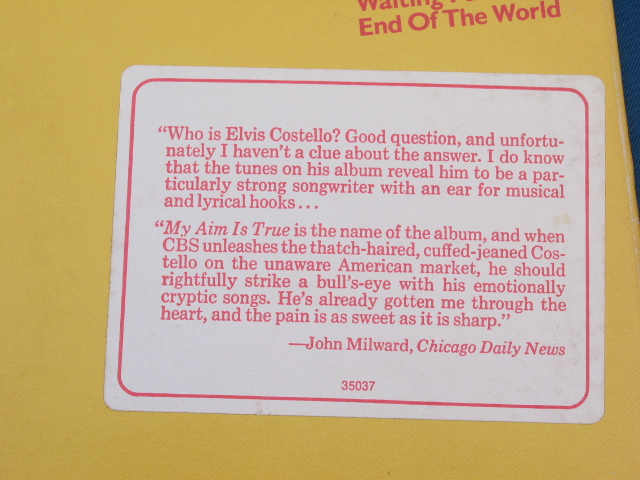 Waiting
End Of The World
“Who is Elvis Costello? Good question, and unfortu-
nately I haven't a clue about the answer. I do know
that the tunes on his album reveal him to be a par-
ticularly strong songwriter with an ear for musical
and lyrical hooks...
“My Aim Is True is the name of the album, and when
CBS unleashes the thatch-haired, cuffed-jeaned Cos-
tello on the unaware American market, he should
rightfully strike a bull's-eye with his emotionally
cryptic songs. He's already gotten me through the
heart, and the pain is as sweet as it is sharp.”
—John Milward, Chicago Daily News
35037